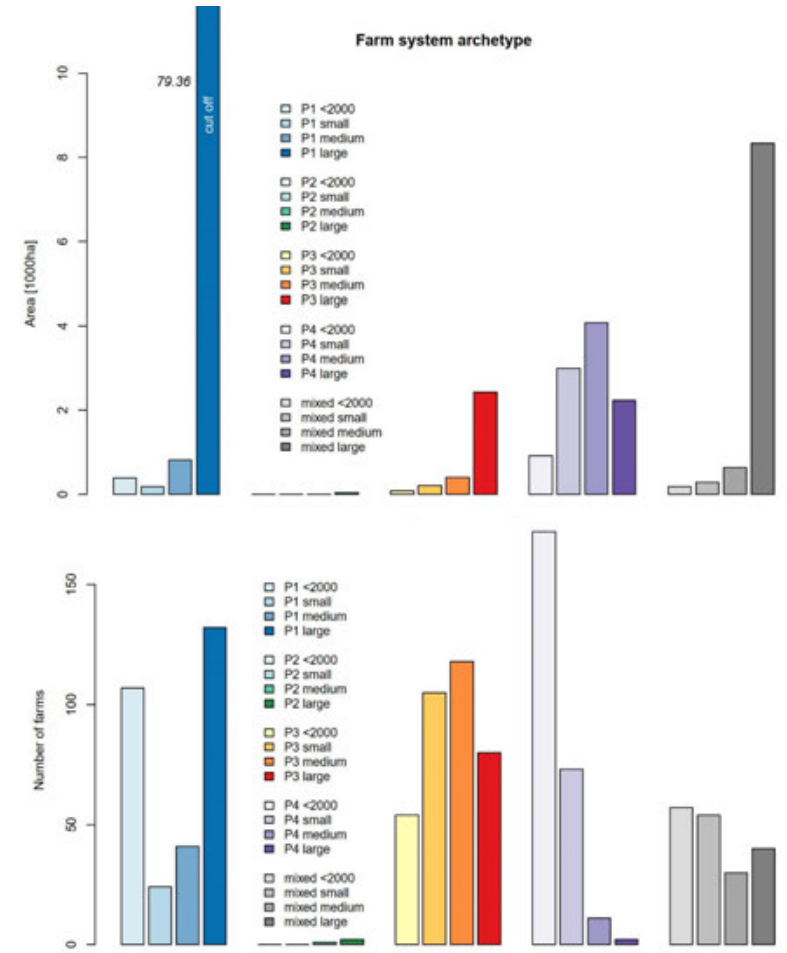 Farm system archetype
10
79.36
cut off
P1 <2000
P1 small
P1 medium
P1 large
8
P2 <2000
P2 small
P2 medium
P2 large
6
Area [1000ha]
P3 <2000
P3 small
P3 medium
P3 large
4
P4 <2000
P4 small
P4 medium
P4 large
2
mixed <2000
mixed small
mixed medium
mixed large
0
150
P1 <2000
P1 small
P1 medium
P1 large
P2 <2000
P2 small
P2 medium
P2 large
100
Number of farms
P3 <2000
P3 small
P3 medium
P3 large
50
P4 <2000
P4 small
P4 medium
P4 large
mixed <2000
mixed small
mixed medium
mixed large
0